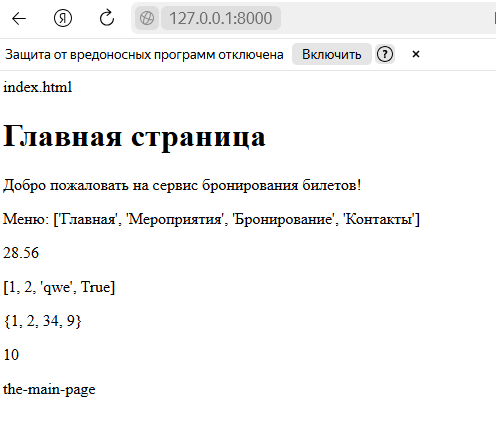 127.0.0.1:8000
Защита от вредоносных программ отключена Включить ? ×
index.html
Главная страница
Добро пожаловать на сервис бронирования билетов!
Меню: ['Главная', 'Мероприятия', 'Бронирование', 'Контакты']
28.56
[1, 2, 'qwe', True]
{1, 2, 34, 9}
10
the-main-page